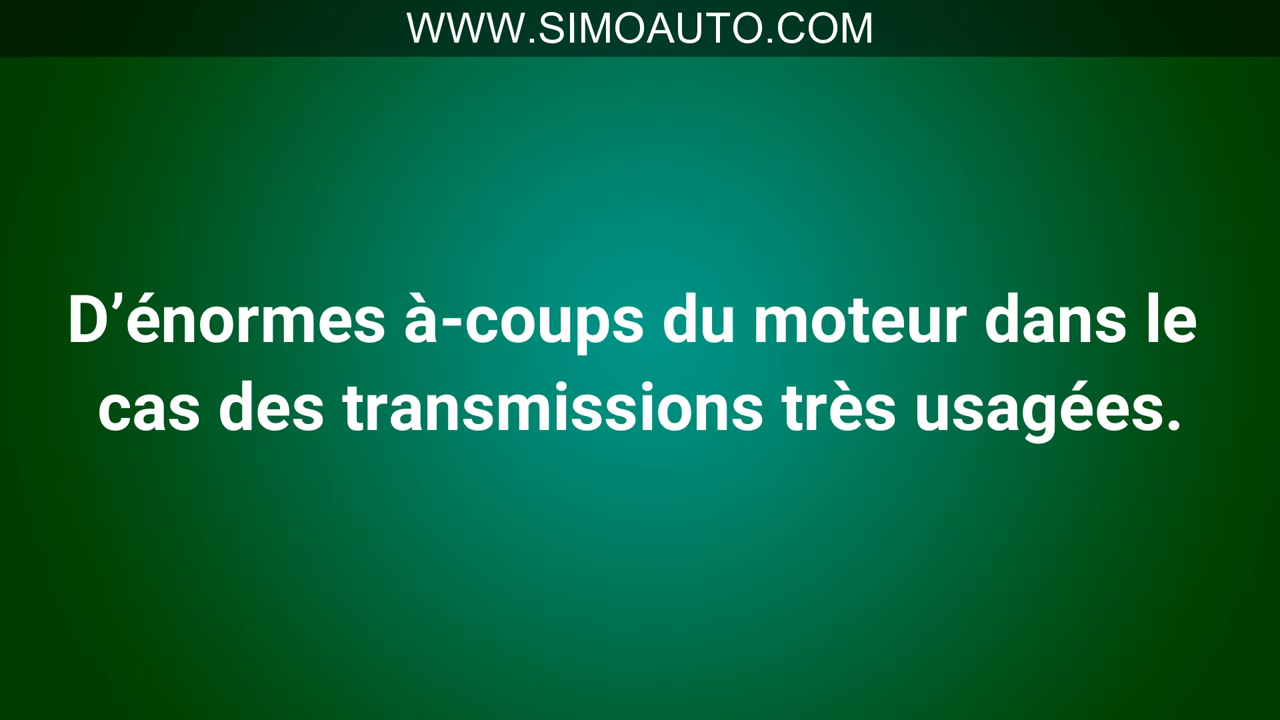 WWW.SIMOAUTO.COM
D’énormes à-coups du moteur dans le
cas des transmissions très usagées.